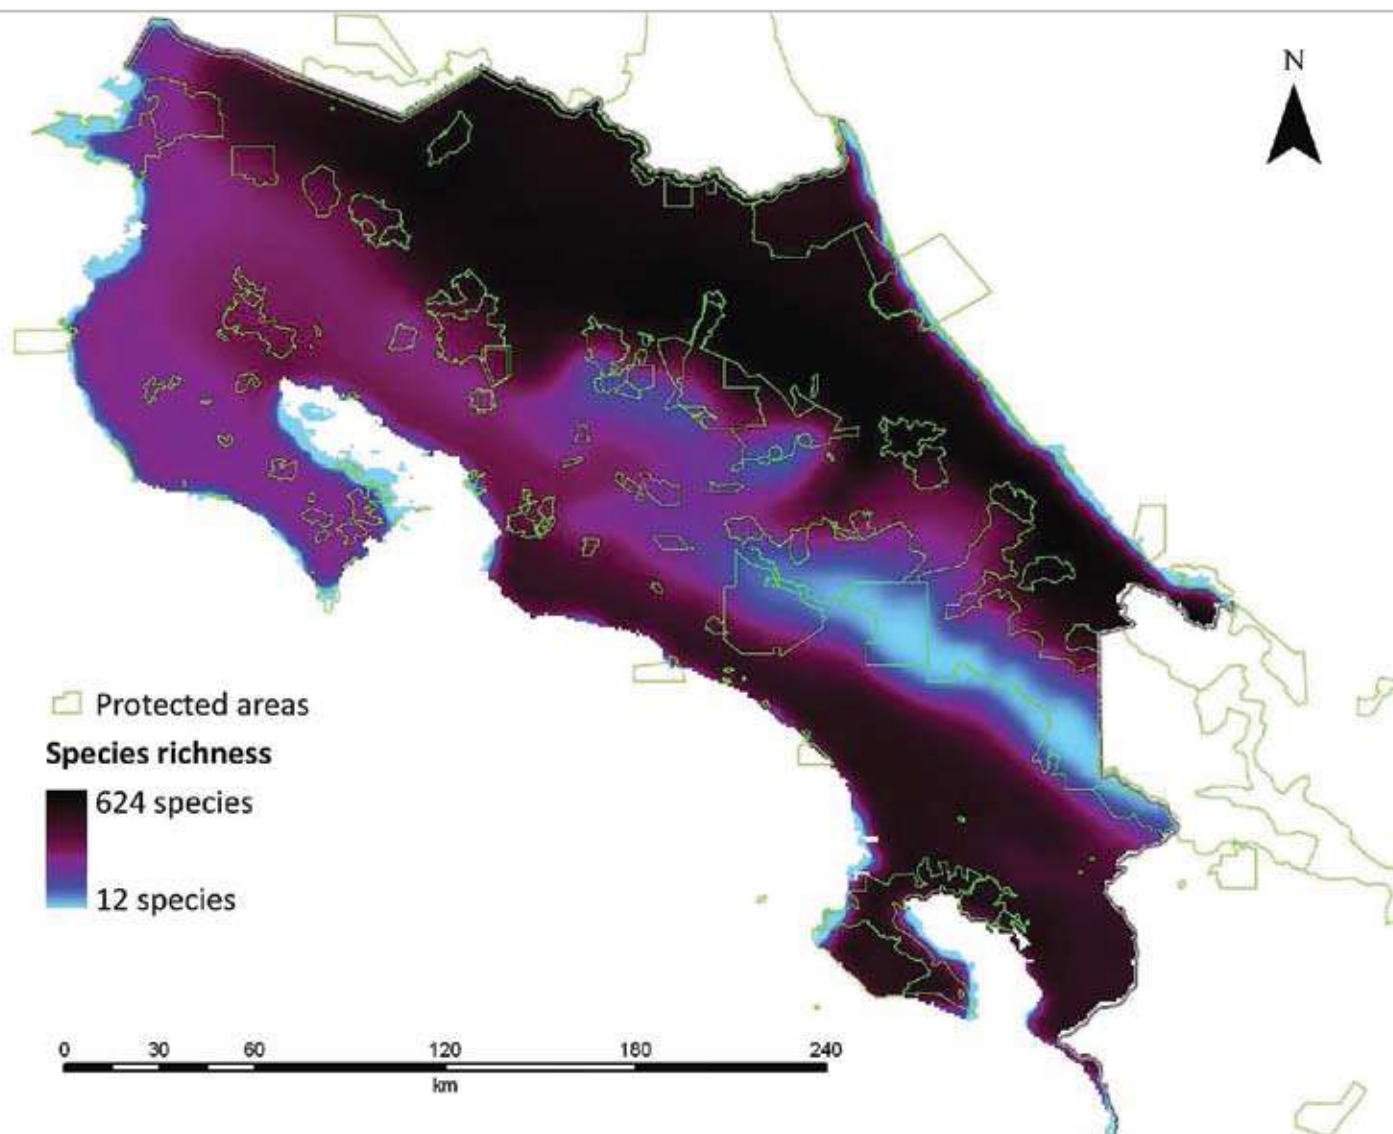 N
Protected areas
Species richness
624 species
12 species
0 30 60 120 180 240
km